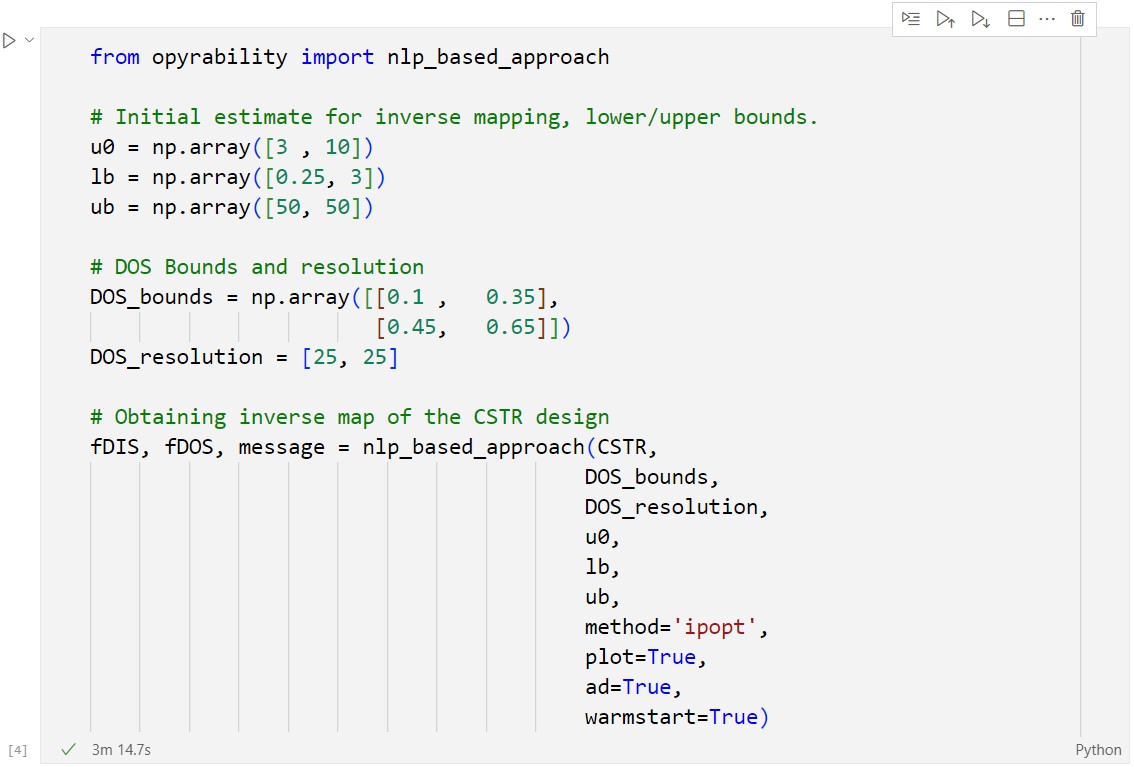 from opyrability import nlp_based_approach
# Initial estimate for inverse mapping, lower/upper bounds.
u0 = np.array([3 , 10])
lb = np.array([0.25, 3])
ub = np.array([50, 50])
# DOS Bounds and resolution
DOS_bounds = np.array([[0.1 ,   0.35],
[0.45,   0.65]])
DOS_resolution = [25, 25]
# Obtaining inverse map of the CSTR design
fDIS, fDOS, message = nlp_based_approach(CSTR,
DOS_bounds,
DOS_resolution,
u0,
lb,
ub,
method='ipopt',
plot=True,
ad=True,
warmstart=True)
[4] 3m 14.7s Python